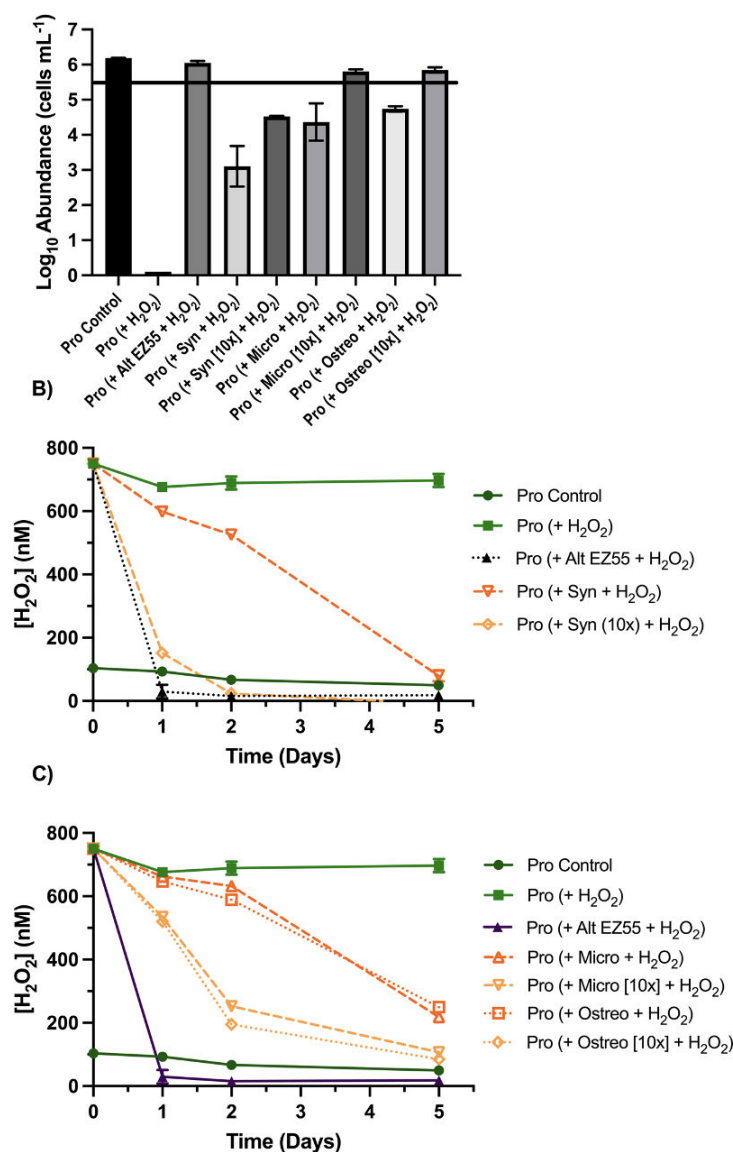 Log₁₀ Abundance (cells mL⁻¹)
7
6
5
4
3
2
1
0
Pro Control
Pro (+ H₂O₂)
Pro (+ Alt EZ55 + H₂O₂)
Pro (+ Syn + H₂O₂)
Pro (+ Syn [10x] + H₂O₂)
Pro (+ Micro + H₂O₂)
Pro (+ Micro [10x] + H₂O₂)
Pro (+ Ostreo + H₂O₂)
Pro (+ Ostreo [10x] + H₂O₂)
B)
[H₂O₂] (nM)
800
600
400
200
0
0 1 2 3 4 5
Time (Days)
Pro Control
Pro (+ H₂O₂)
Pro (+ Alt EZ55 + H₂O₂)
Pro (+ Syn + H₂O₂)
Pro (+ Syn (10x) + H₂O₂)
C)
[H₂O₂] (nM)
800
600
400
200
0
0 1 2 3 4 5
Time (Days)
Pro Control
Pro (+ H₂O₂)
Pro (+ Alt EZ55 + H₂O₂)
Pro (+ Micro + H₂O₂)
Pro (+ Micro [10x] + H₂O₂)
Pro (+ Ostreo + H₂O₂)
Pro (+ Ostreo [10x] + H₂O₂)